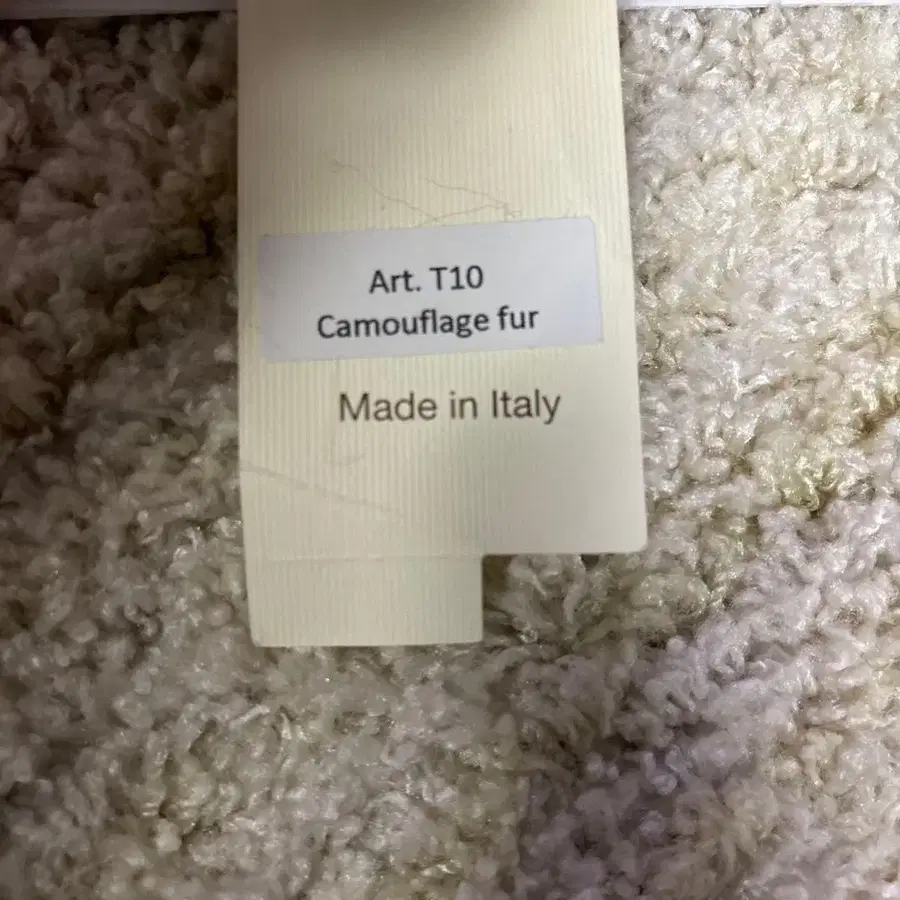 Art. T10
Camouflage fur
Made in Italy